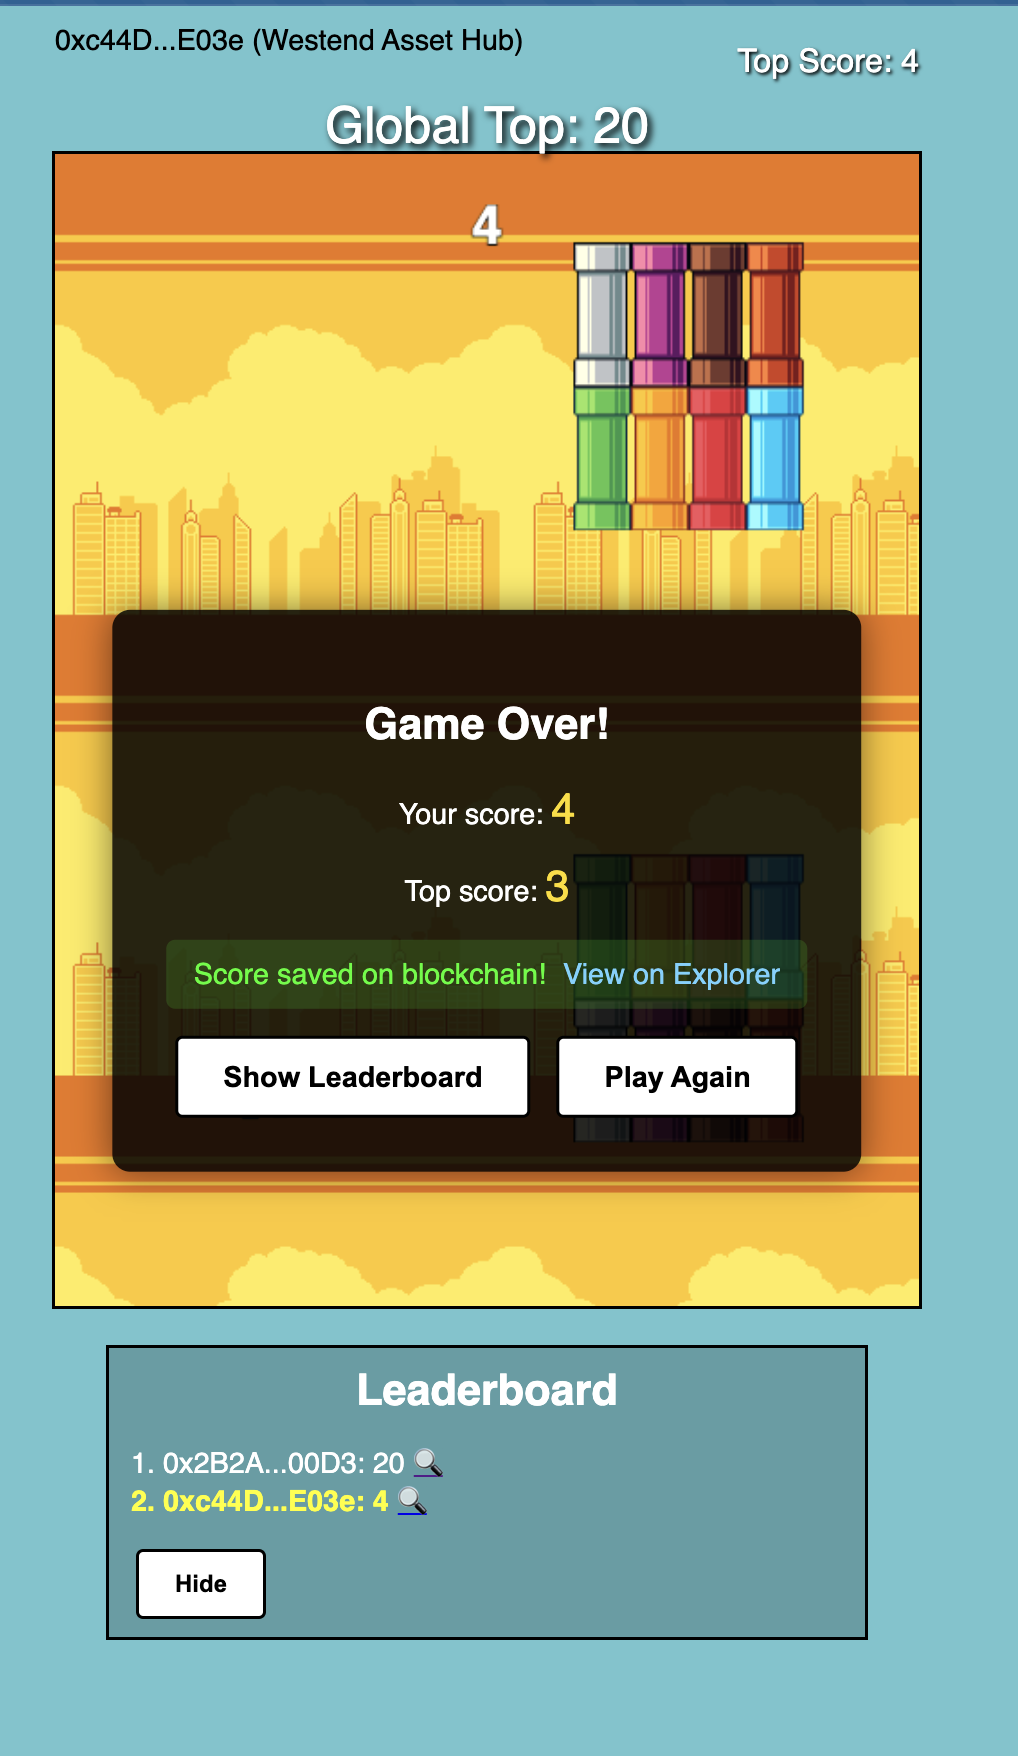 0xc44D...E03e (Westend Asset Hub)
Top Score: 4
Global Top: 20
4
Game Over!
Your score: 4
Top score: 3
Score saved on blockchain! View on Explorer
Show Leaderboard
Play Again
Leaderboard
1. 0x2B2A...00D3: 20 🔍
2. 0xc44D...E03e: 4 🔍
Hide